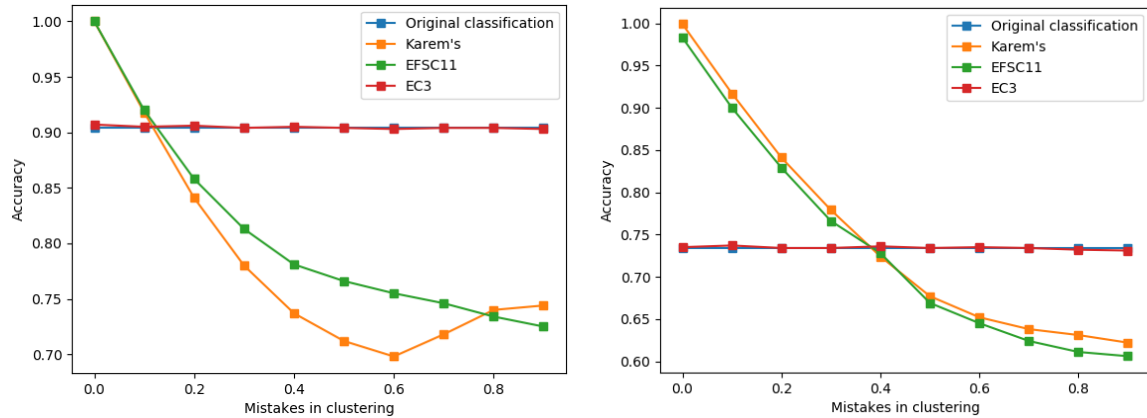 Original classification
Karem's
EFSC11
EC3
1.00
0.95
0.90
0.85
0.80
0.75
0.70
Accuracy
0.0
0.2
0.4
0.6
0.8
Mistakes in clustering
Original classification
Karem's
EFSC11
EC3
1.00
0.95
0.90
0.85
0.80
0.75
0.70
0.65
0.60
Accuracy
0.0
0.2
0.4
0.6
0.8
Mistakes in clustering